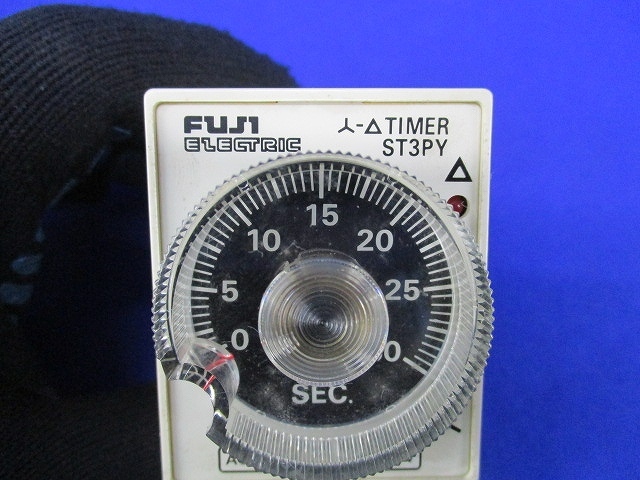 FUJI
ELECTRIC
⅄-△ TIMER
ST3PY
△
15
10
20
5
25
0
0
SEC.